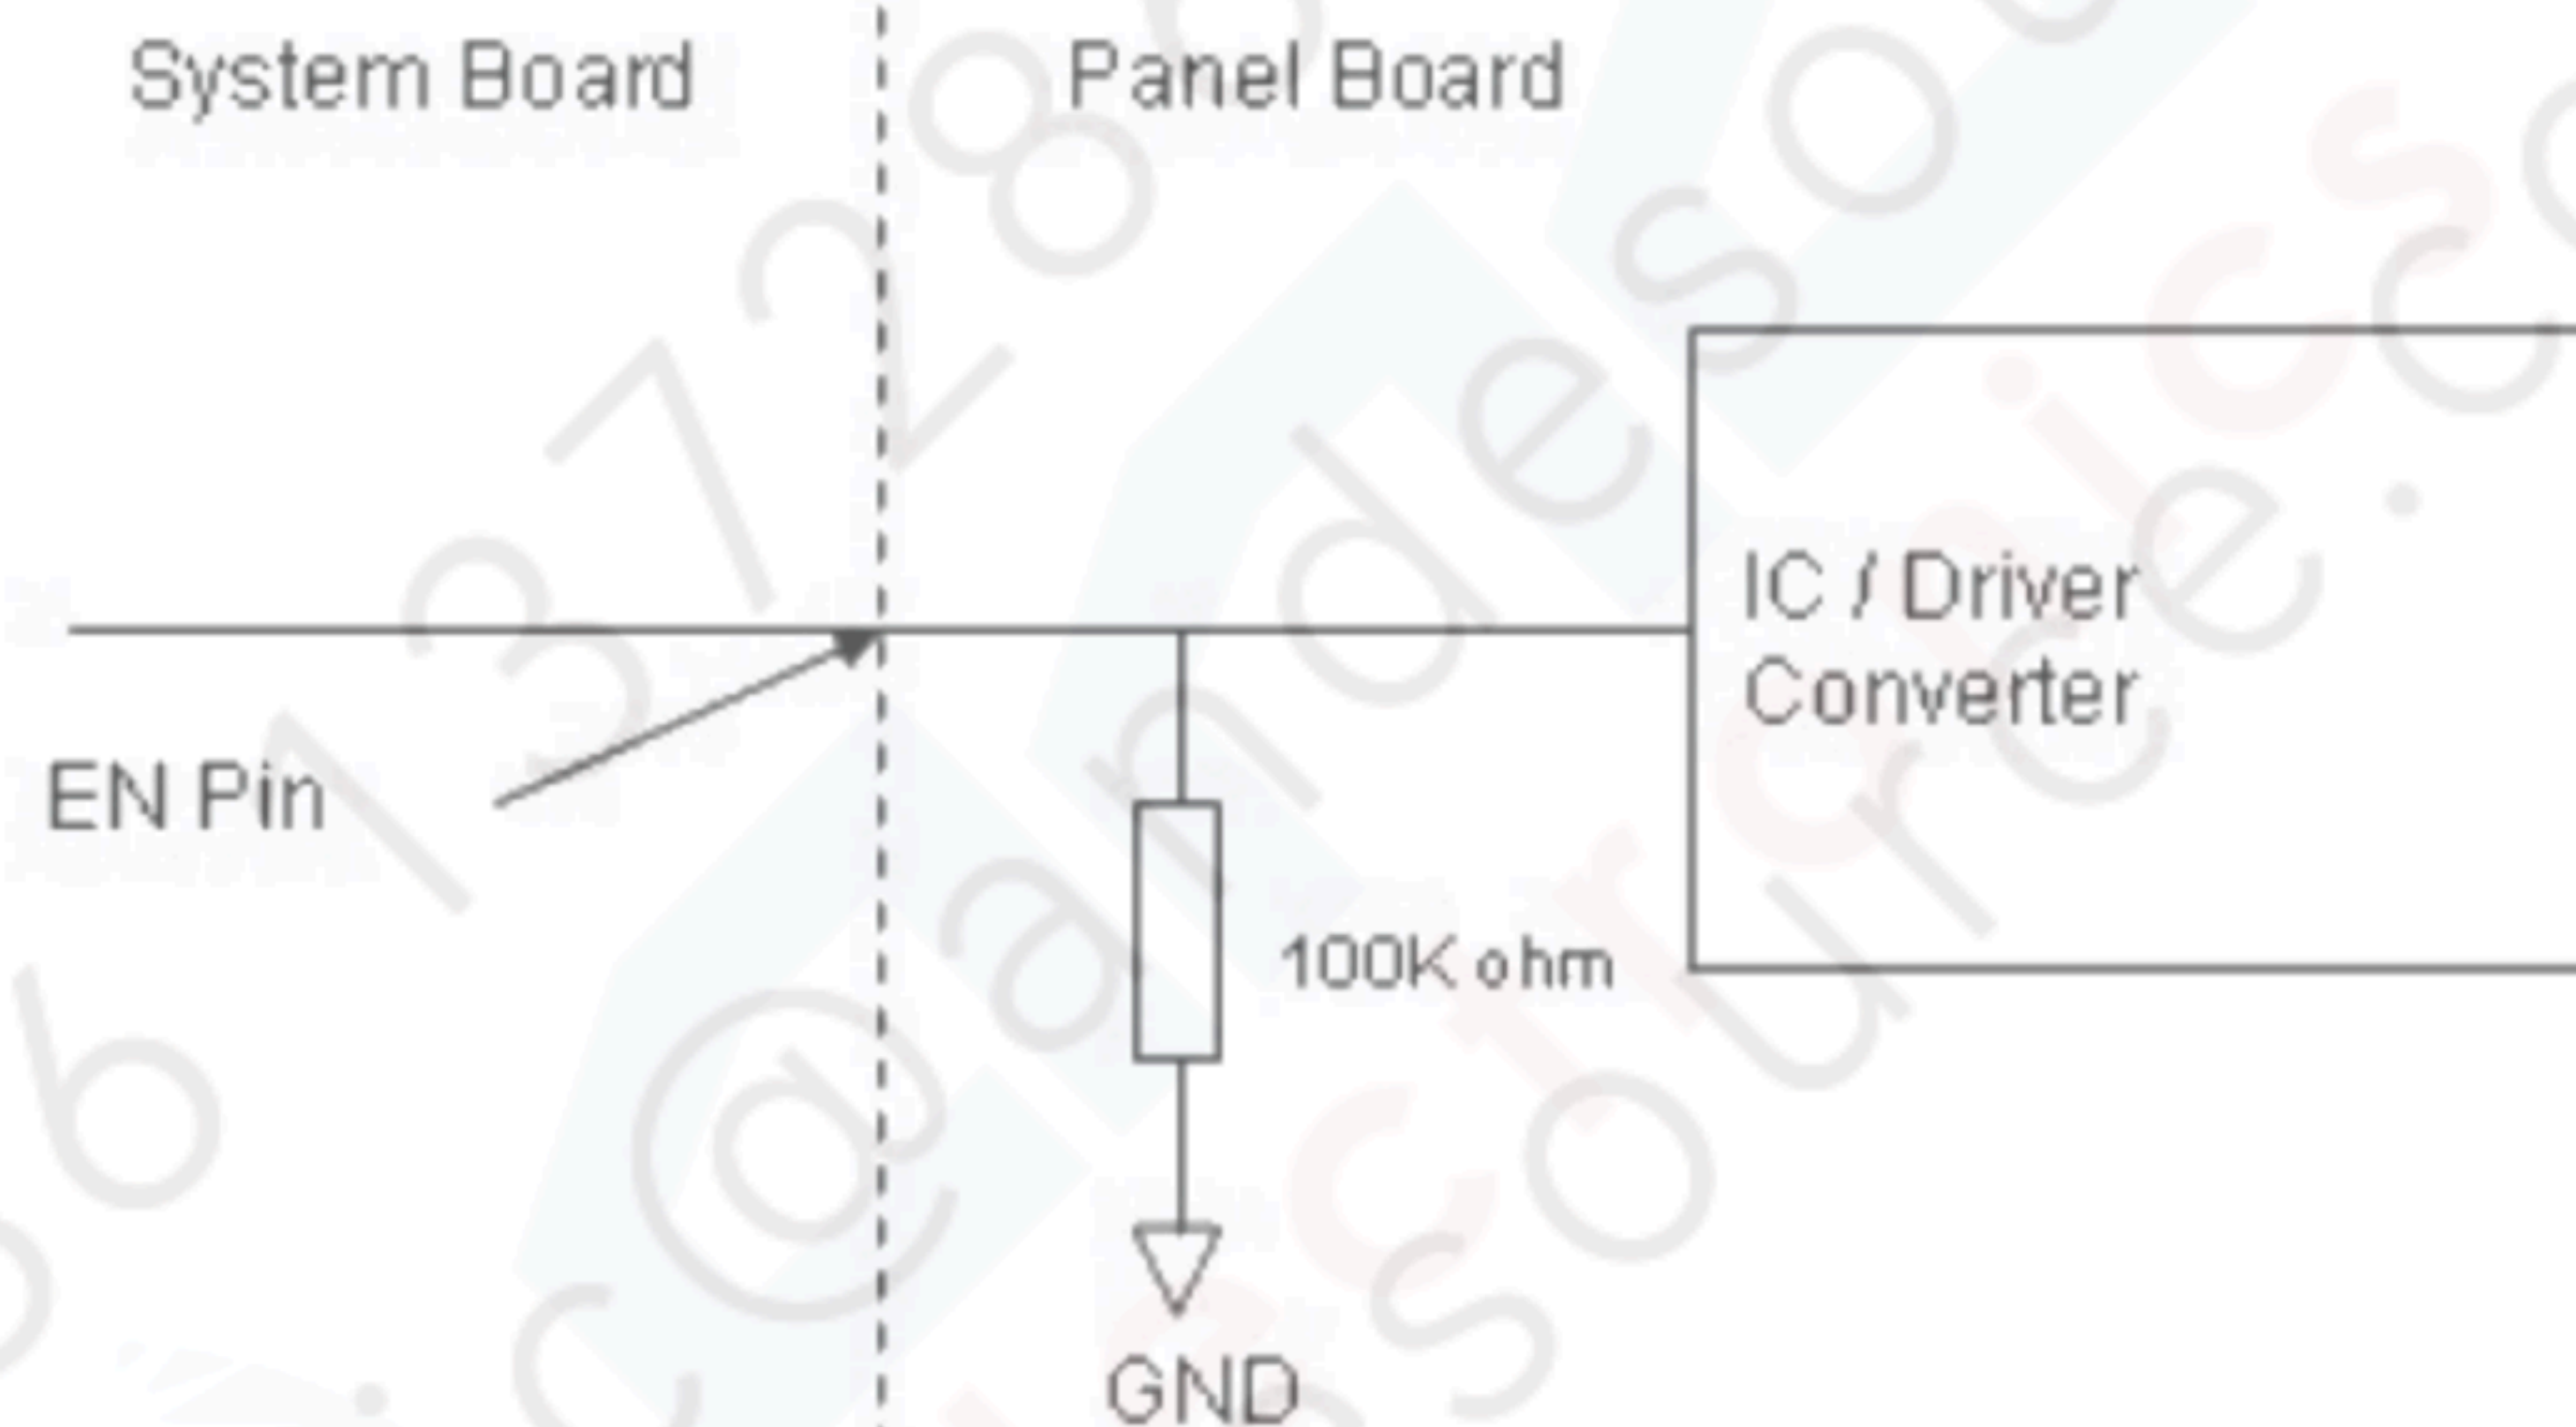 System Board
Panel Board
IC / Driver
Converter
EN Pin
100K ohm
GND